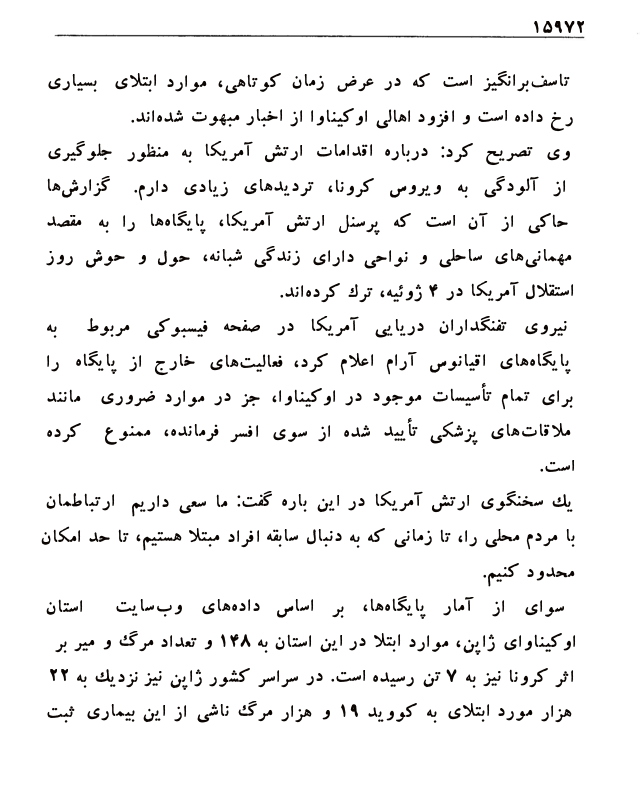 ۱۵۹۷۲
تاسف‌برانگیز است که در عرض زمان کوتاهی، موارد ابتلای بسیاری
رخ داده است و افزود اهالی اوکیناوا از اخبار مبهوت شده‌اند.
وی تصریح کرد: درباره اقدامات ارتش آمریکا به منظور جلوگیری
از آلودگی به ویروس کرونا، تردیدهای زیادی دارم. گزارش‌ها
حاکی از آن است که پرسنل ارتش آمریکا، پایگاه‌ها را به مقصد
مهمانی‌های ساحلی و نواحی دارای زندگی شبانه، حول و حوش روز
استقلال آمریکا در ۴ ژوئیه، ترك کرده‌اند.
نیروی تفنگداران دریایی آمریکا در صفحه فیسبوکی مربوط به
پایگاه‌های اقیانوس آرام اعلام کرد، فعالیت‌های خارج از پایگاه را
برای تمام تأسیسات موجود در اوکیناوا، جز در موارد ضروری مانند
ملاقات‌های پزشکی تأیید شده از سوی افسر فرمانده، ممنوع کرده
است.
یك سخنگوی ارتش آمریکا در این باره گفت: ما سعی داریم ارتباطمان
با مردم محلی را، تا زمانی که به دنبال سابقه افراد مبتلا هستیم، تا حد امکان
محدود کنیم.
سوای از آمار پایگاه‌ها، بر اساس داده‌های وب‌سایت استان
اوکیناوای ژاپن، موارد ابتلا در این استان به ۱۴۸ و تعداد مرگ و میر بر
اثر کرونا نیز به ۷ تن رسیده است. در سراسر کشور ژاپن نیز نزدیك به ۲۲
هزار مورد ابتلای به کووید ۱۹ و هزار مرگ ناشی از این بیماری ثبت